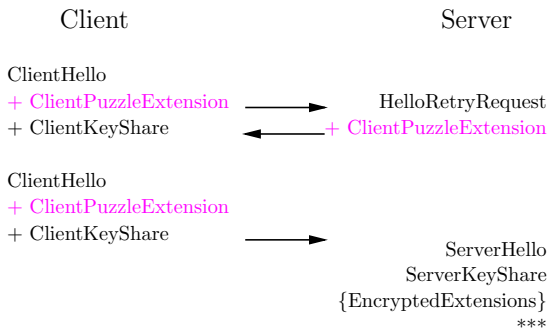 Client Server
ClientHello
+ ClientPuzzleExtension
HelloRetryRequest
+ ClientKeyShare
+ ClientPuzzleExtension
ClientHello
+ ClientPuzzleExtension
+ ClientKeyShare
ServerHello
ServerKeyShare
{EncryptedExtensions}
***